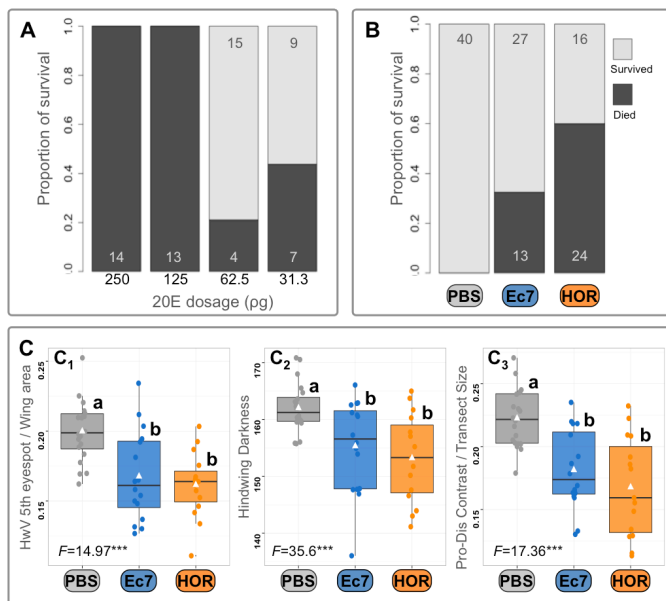 A
Proportion of survival
1.0
0.8
0.6
0.4
0.2
1.0
15
9
14
13
4
7
250
125
62.5
31.3
20E dosage (pg)
B
Proportion of survival
1.0
0.8
0.6
0.4
0.2
40
27
16
13
24
Survived
Died
PBS
Ec7
HOR
C
C1
HwV 5th eyespot / Wing area
0.25
0.20
0.15
a
b
b
F=14.97***
PBS
Ec7
HOR
C2
Hindwing Darkness
170
160
150
140
a
b
b
F=35.6***
PBS
Ec7
HOR
C3
Pro-Dis Contrast / Transect Size
0.25
0.20
0.15
a
b
b
F=17.36***
PBS
Ec7
HOR